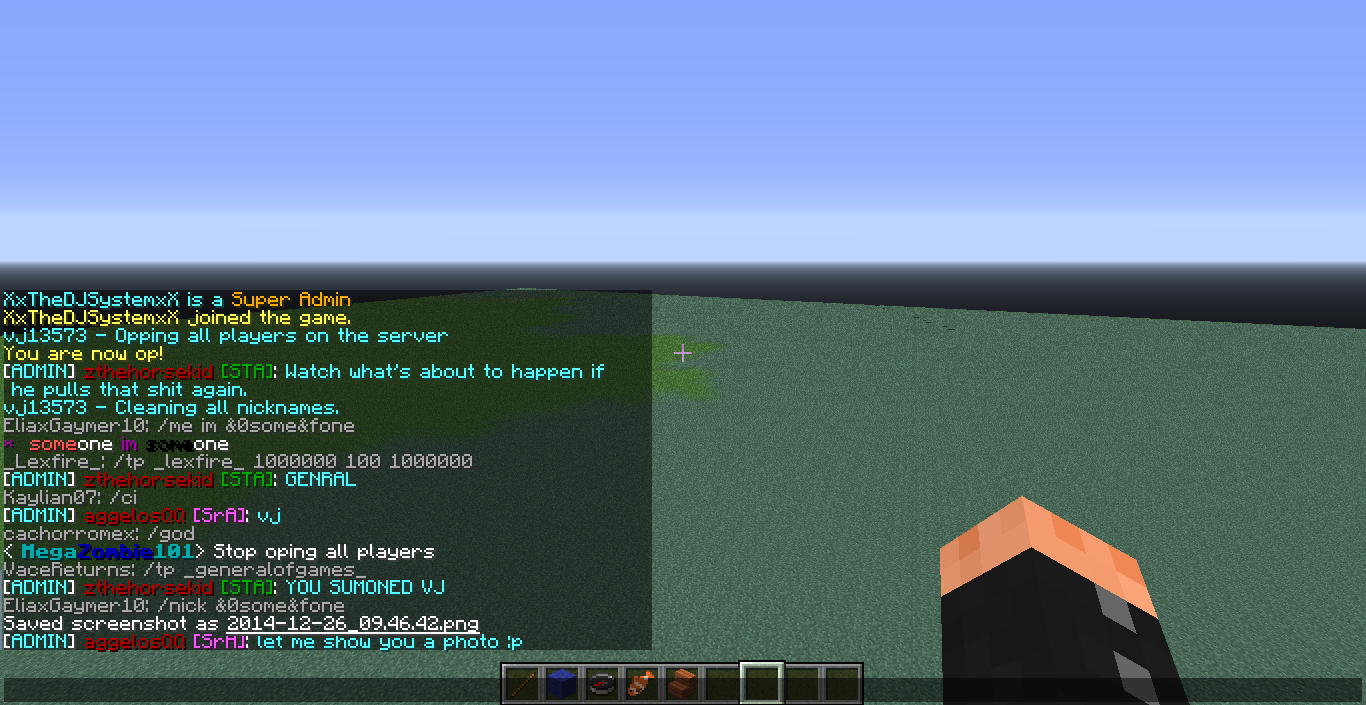 XxTheDJSystemxX is a Super Admin
XxTheDJSystemxX joined the game.
vj13573 - Opping all players on the server
You are now op!
[ADMIN] zthehorsekid [STA]: Watch what's about to happen if
he pulls that shit again.
vj13573 - Cleaning all nicknames.
EliaxGaymer10: /me im &0some&fone
* someone im someone
_Lexfire_: /tp _lexfire_ 1000000 100 1000000
[ADMIN] zthehorsekid [STA]: GENRAL
Kaylian07: /ci
[ADMIN] aggelosQQ [SrA]: vj
cachorromex: /god
< MegaZombie101> Stop oping all players
VaceReturns: /tp _generalofgames_
[ADMIN] zthehorsekid [STA]: YOU SUMONED VJ
EliaxGaymer10: /nick &0some&fone
Saved screenshot as 2014-12-26_09.46.42.png
[ADMIN] aggelosQQ [SrA]: let me show you a photo :p